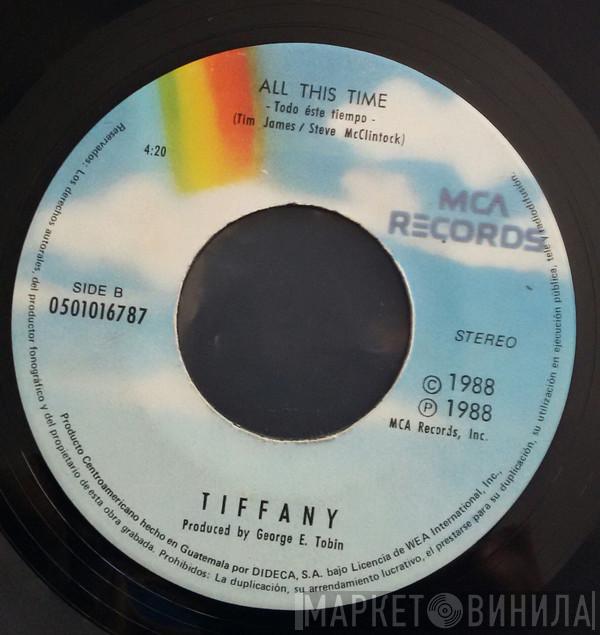 ALL THIS TIME
- Todo éste tiempo -
(Tim James / Steve McClintock)
4:20
MCA
RECORDS
SIDE B
0501016787
STEREO
© 1988
℗ 1988
MCA Records, Inc.
TIFFANY
Produced by George E. Tobin
Producto Centroamericano hecho en Guatemala por DIDECA, S.A. bajo Licencia de WEA International, Inc.,
Reservados: Los derechos autorales, del productor fonográfico y del propietario de esta obra grabada. Prohibidos: La duplicación, su arrendamiento lucrativo, el prestarse para su duplicación, su utilización en ejecución pública, tele y radiodifusión.
МАРКЕТ ВИНИЛА